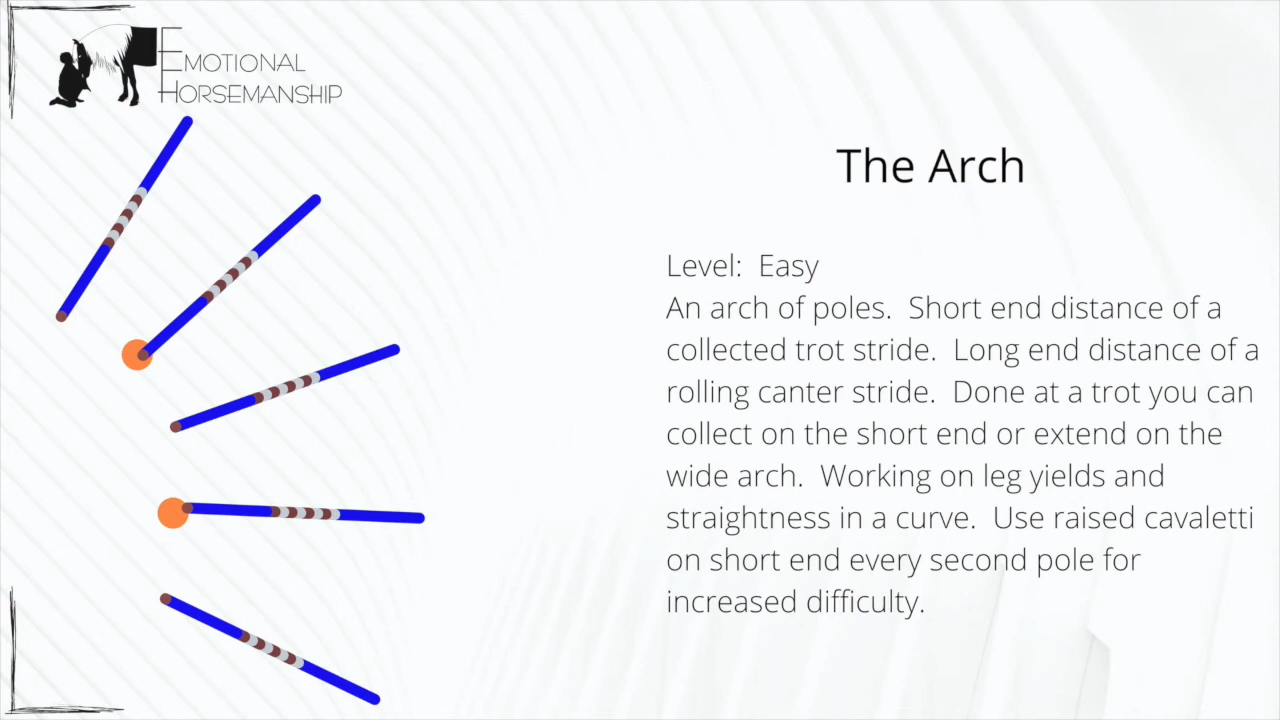 EMOTIONAL
HORSEMANSHIP
The Arch
Level:  Easy
An arch of poles.  Short end distance of a
collected trot stride.  Long end distance of a
rolling canter stride.  Done at a trot you can
collect on the short end or extend on the
wide arch.  Working on leg yields and
straightness in a curve.  Use raised cavaletti
on short end every second pole for
increased difficulty.